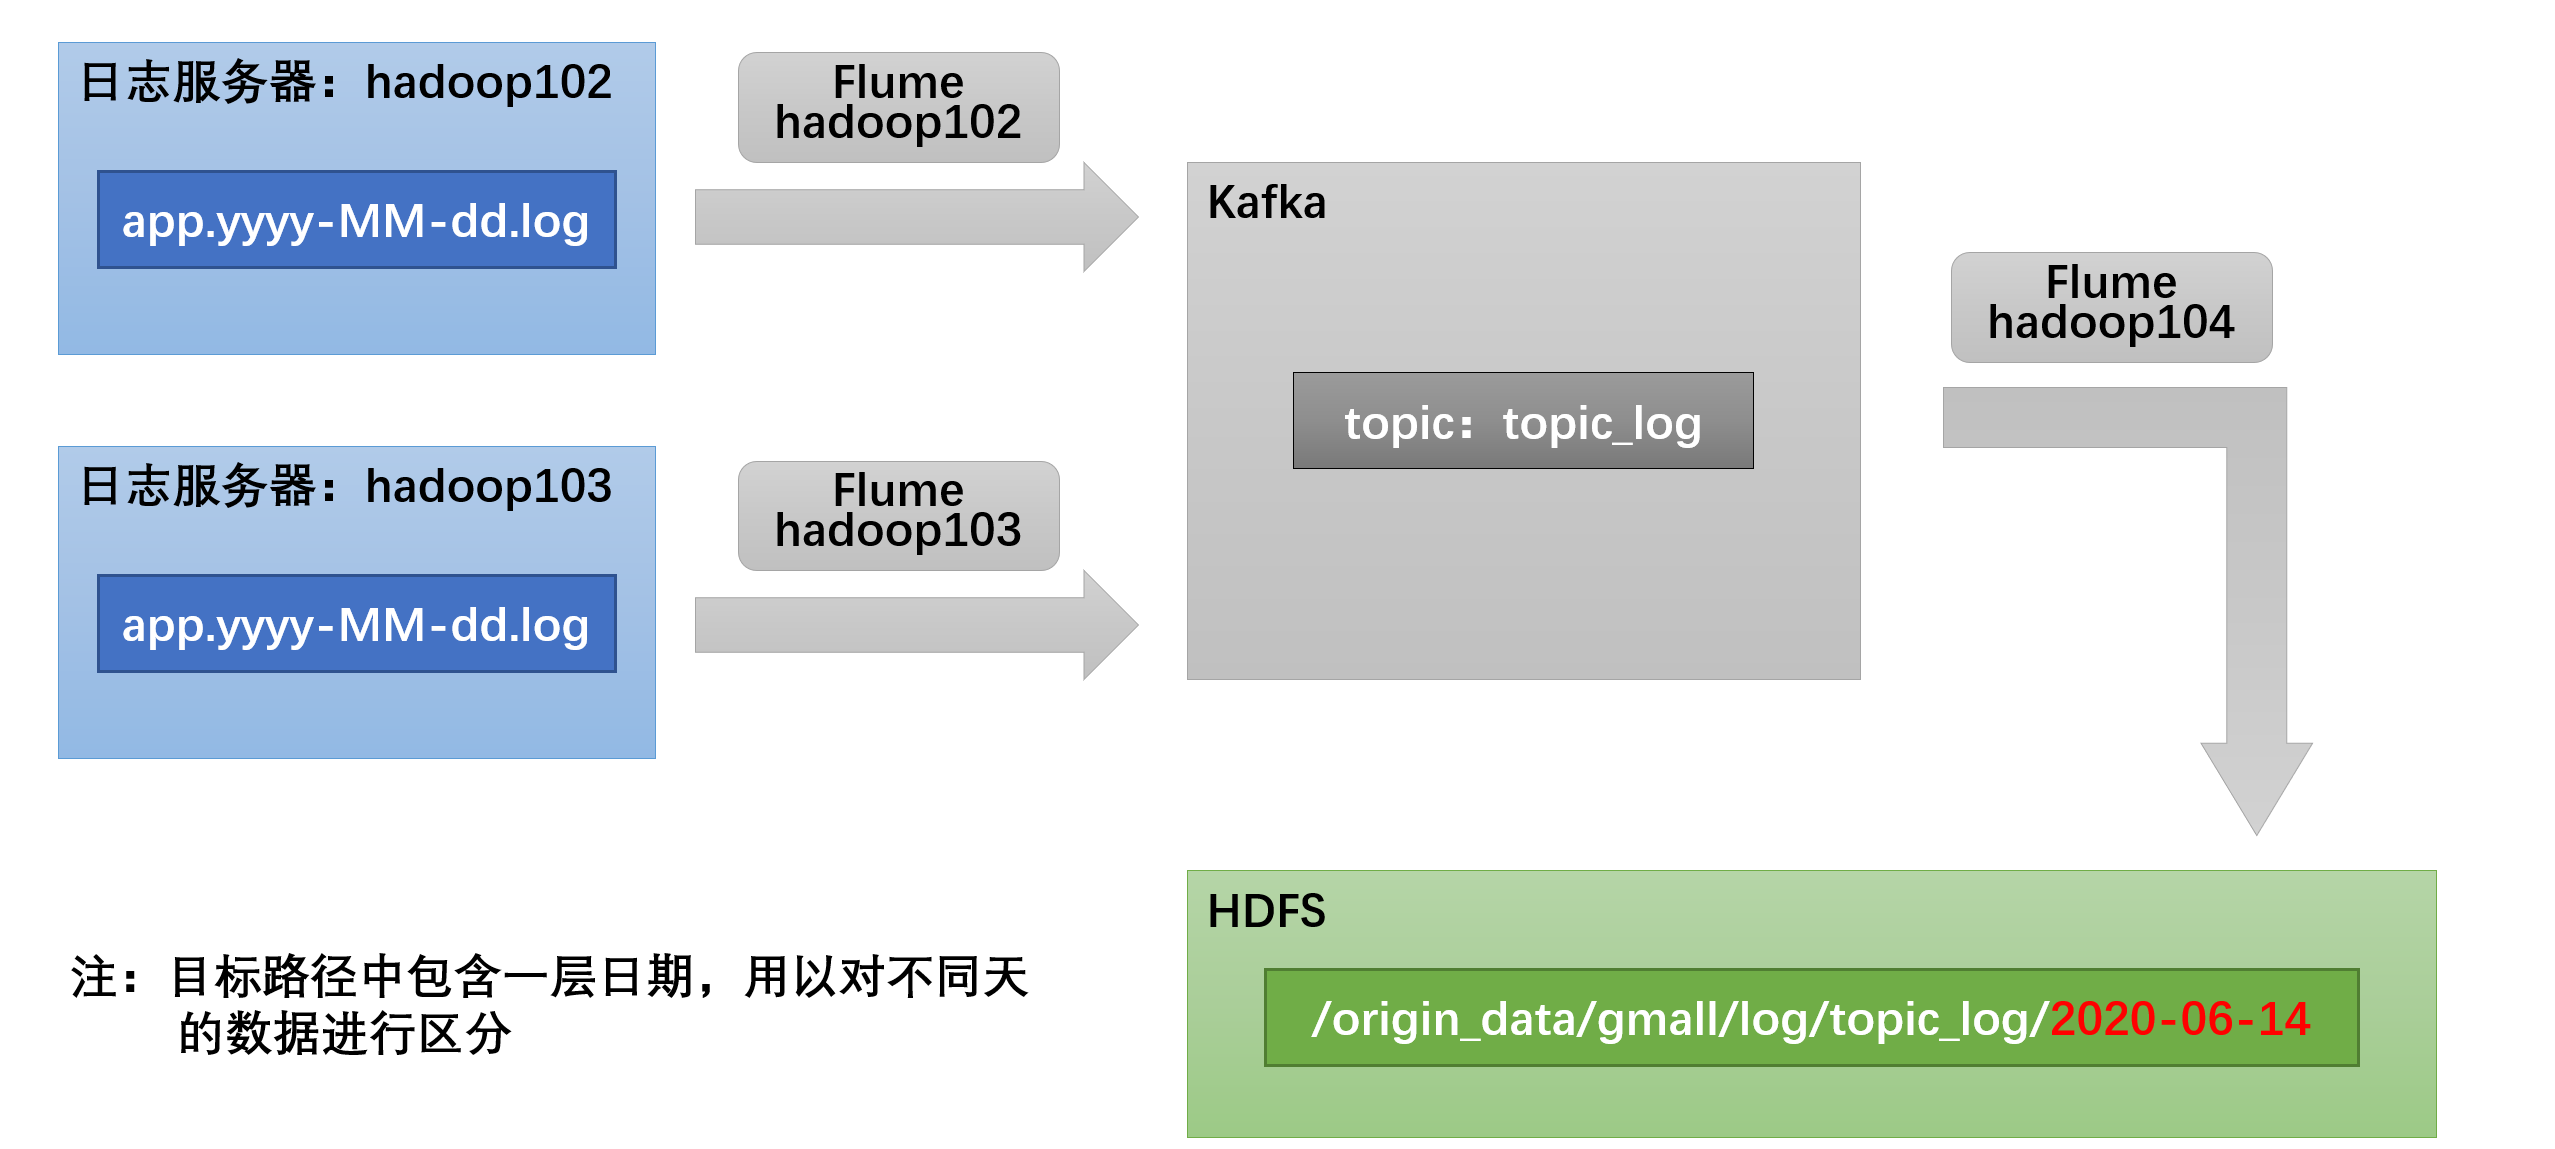 日志服务器：hadoop102
app.yyyy-MM-dd.log
Flume
hadoop102
日志服务器：hadoop103
app.yyyy-MM-dd.log
Flume
hadoop103
Kafka
topic：topic_log
Flume
hadoop104
HDFS
/origin_data/gmall/log/topic_log/2020-06-14
注：目标路径中包含一层日期，用以对不同天
的数据进行区分